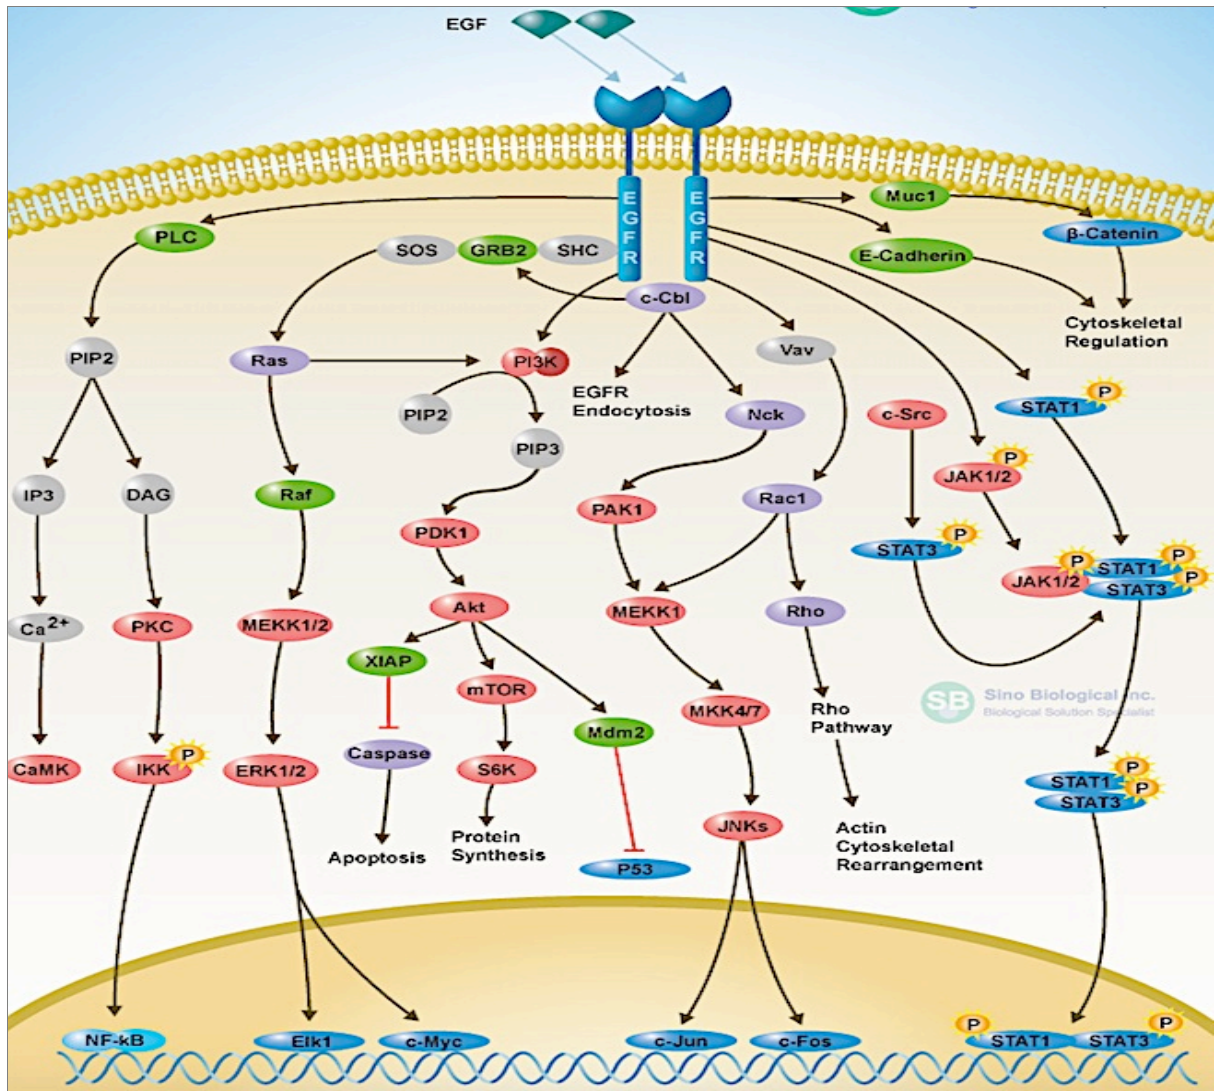 EGF
EGFR
EGFR
Muc1
PLC
β-Catenin
SOS
GRB2
SHC
E-Cadherin
c-Cbl
Cytoskeletal
Regulation
PIP2
Ras
PI3K
Vav
EGFR
Endocytosis
P
PIP2
Nck
c-Src
STAT1
PIP3
P
IP3
DAG
Raf
JAK1/2
Rac1
PAK1
PDK1
P
STAT3
P
P
STAT1
JAK1/2
P
STAT3
Akt
MEKK1
Rho
Ca2+
PKC
MEKK1/2
XIAP
mTOR
SB
Sino Biological Inc.
Biological Solution Specialist
MKK4/7
Rho
Pathway
Mdm2
Caspase
P
CaMK
IKK
ERK1/2
S6K
P
STAT1
P
STAT3
JNKs
Protein
Synthesis
Actin
Cytoskeletal
Rearrangement
Apoptosis
P53
P
P
NF-kB
Elk1
c-Myc
c-Jun
c-Fos
STAT1
STAT3